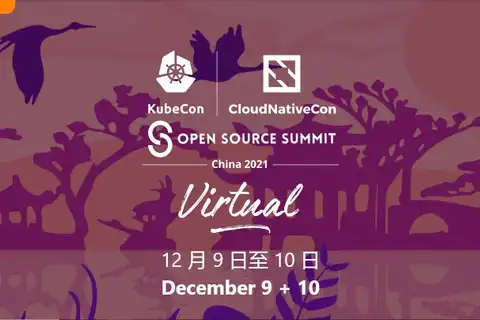 KubeCon CloudNativeCon
OPEN SOURCE SUMMIT
China 2021
Virtual
12 月 9 日至 10 日
December 9 + 10